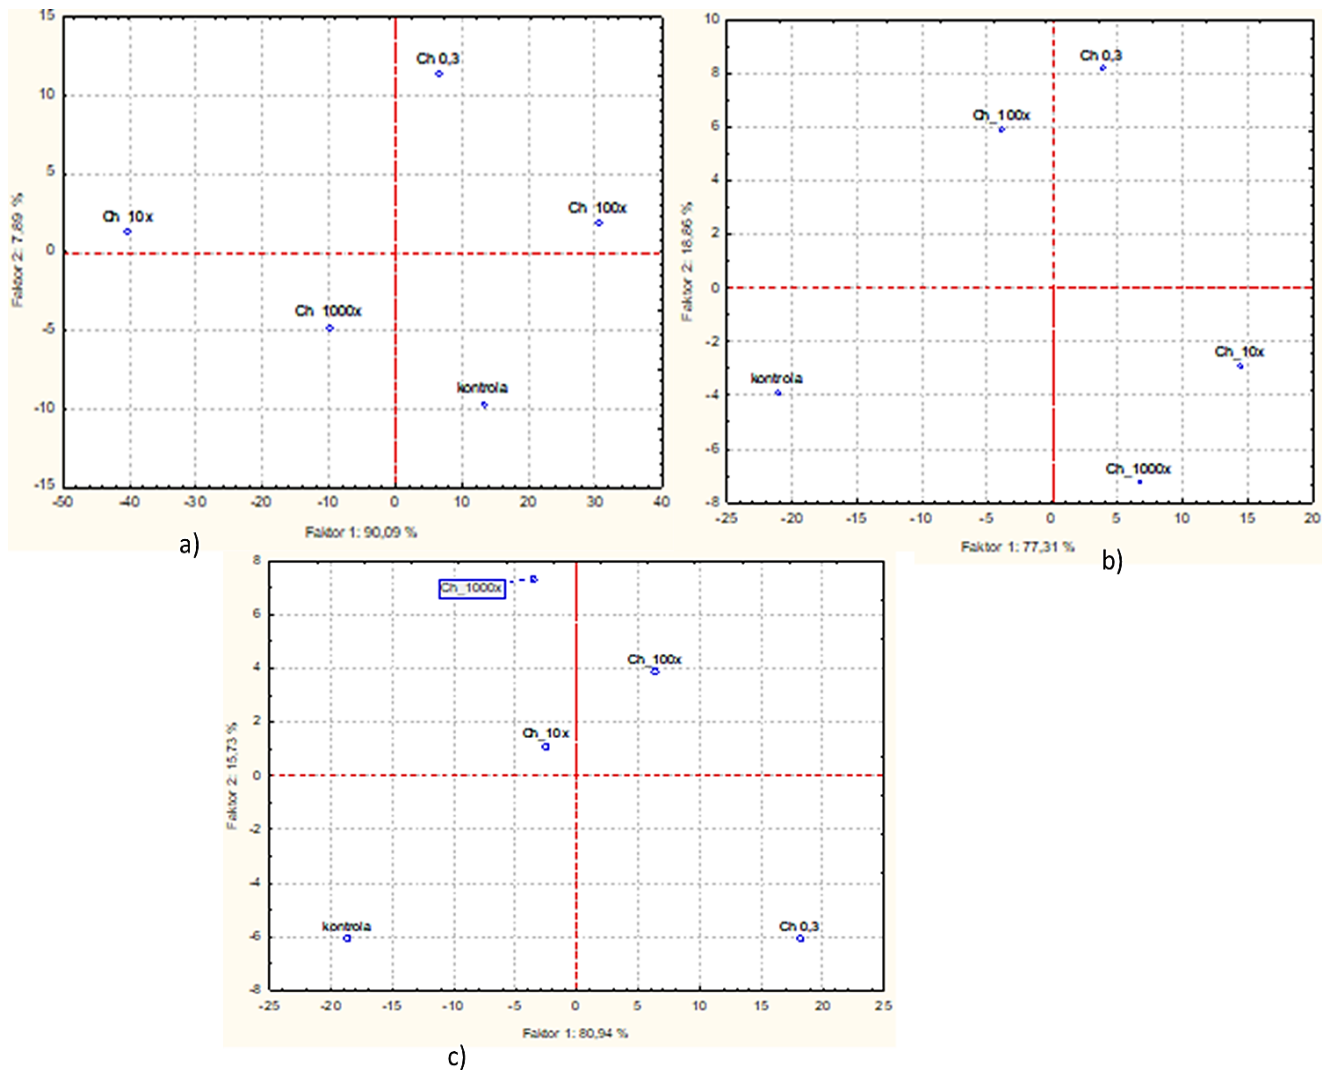 15
10
5
0
-5
-10
-15
-50
-40
-30
-20
-10
0
10
20
30
40
Ch 0,3
Ch 10x
Ch 100x
Ch 1000x
kontrola
Faktor 2: 7,89 %
Faktor 1: 90,09 %
a)
10
8
6
4
2
0
-2
-4
-6
-8
-25
-20
-15
-10
-5
0
5
10
15
20
Ch 0,3
Ch_100x
Ch_10x
kontrola
Ch_1000x
Faktor 2: 18,86 %
Faktor 1: 77,31 %
b)
8
6
4
2
0
-2
-4
-6
-8
-25
-20
-15
-10
-5
0
5
10
15
20
25
Ch_1000x
Ch_100x
Ch_10x
kontrola
Ch 0,3
Faktor 2: 15,73 %
Faktor 1: 80,94 %
c)